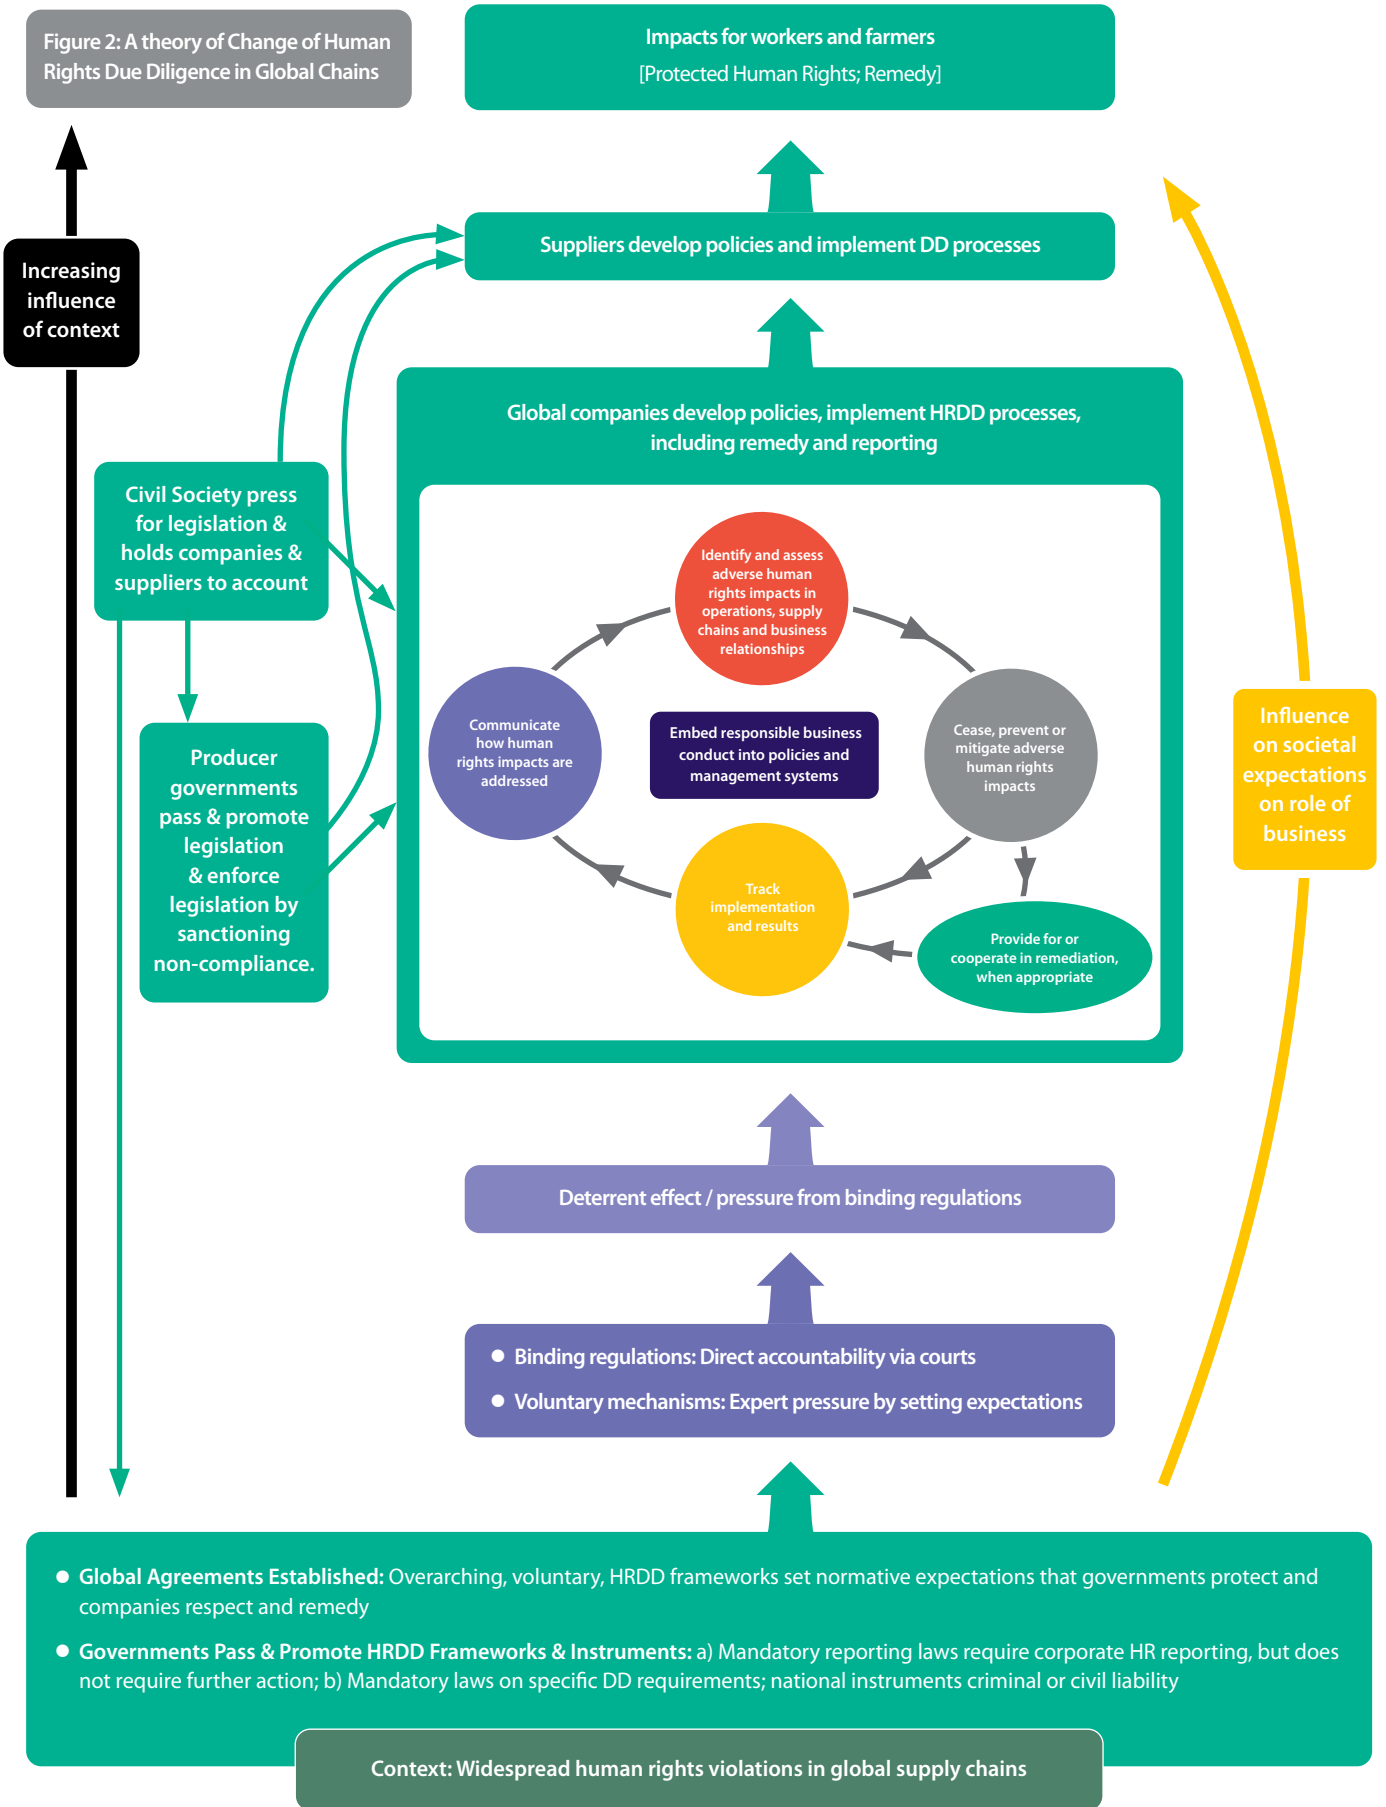 Figure 2: A theory of Change of Human
Rights Due Diligence in Global Chains
Impacts for workers and farmers
[Protected Human Rights; Remedy]
Suppliers develop policies and implement DD processes
Increasing
influence
of context
Global companies develop policies, implement HRDD processes,
including remedy and reporting
Civil Society press
for legislation &
holds companies &
suppliers to account
Identify and assess
adverse human
rights impacts in
operations, supply
chains and business
relationships
Communicate
how human
rights impacts are
addressed
Embed responsible business
conduct into policies and
management systems
Cease, prevent or
mitigate adverse
human rights
impacts
Influence
on societal
expectations
on role of
business
Producer
governments
pass & promote
legislation
& enforce
legislation by
sanctioning
non-compliance.
Track
implementation
and results
Provide for or
cooperate in remediation,
when appropriate
Deterrent effect / pressure from binding regulations
● Binding regulations: Direct accountability via courts
● Voluntary mechanisms: Expert pressure by setting expectations
● Global Agreements Established: Overarching, voluntary, HRDD frameworks set normative expectations that governments protect and
companies respect and remedy
● Governments Pass & Promote HRDD Frameworks & Instruments: a) Mandatory reporting laws require corporate HR reporting, but does
not require further action; b) Mandatory laws on specific DD requirements; national instruments criminal or civil liability
Context: Widespread human rights violations in global supply chains